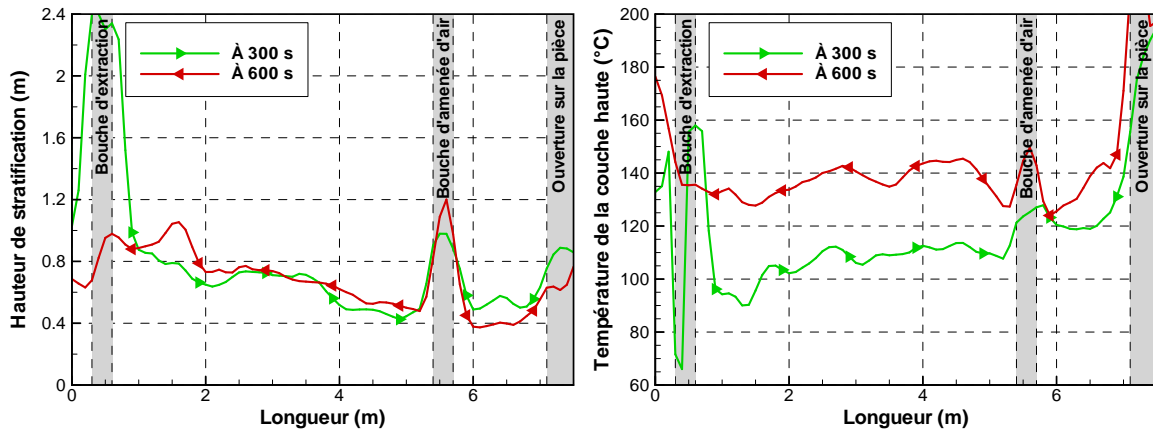 Hauteur de stratification (m)
2.4
2
1.6
1.2
0.8
0.4
0
0
2
4
6
Longueur (m)
À 300 s
À 600 s
Bouche d'extraction
Bouche d'amenée d'air
Ouverture sur la pièce
Température de la couche haute (°C)
200
180
160
140
120
100
80
60
0
2
4
6
Longueur (m)
À 300 s
À 600 s
Bouche d'extraction
Bouche d'amenée d'air
Ouverture sur la pièce